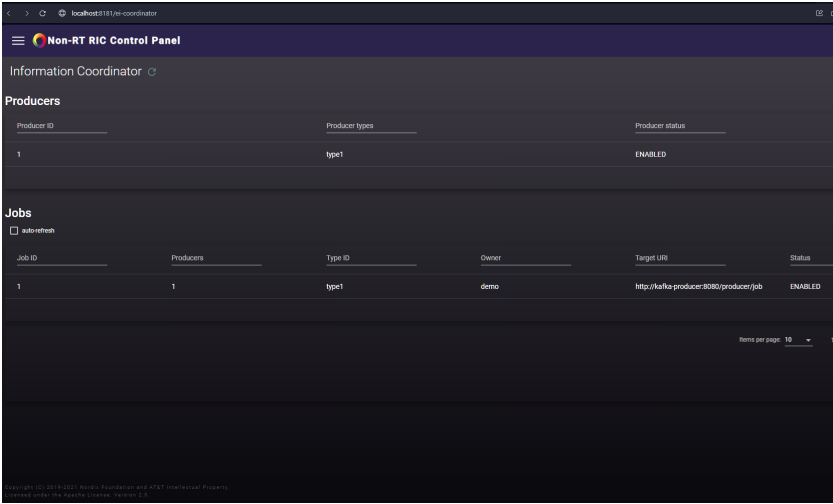 localhost:8181/ei-coordinator
Non-RT RIC Control Panel
Information Coordinator
Producers
Producer ID Producer types Producer status
1 type1 ENABLED
Jobs
auto-refresh
Job ID Producers Type ID Owner Target URI Status
1 1 type1 demo http://kafka-producer:8080/producer/job ENABLED
Items per page: 10
Copyright (C) 2019-2021 Nordix Foundation and AT&T Intellectual Property.
Licensed under the Apache License, Version 2.0.